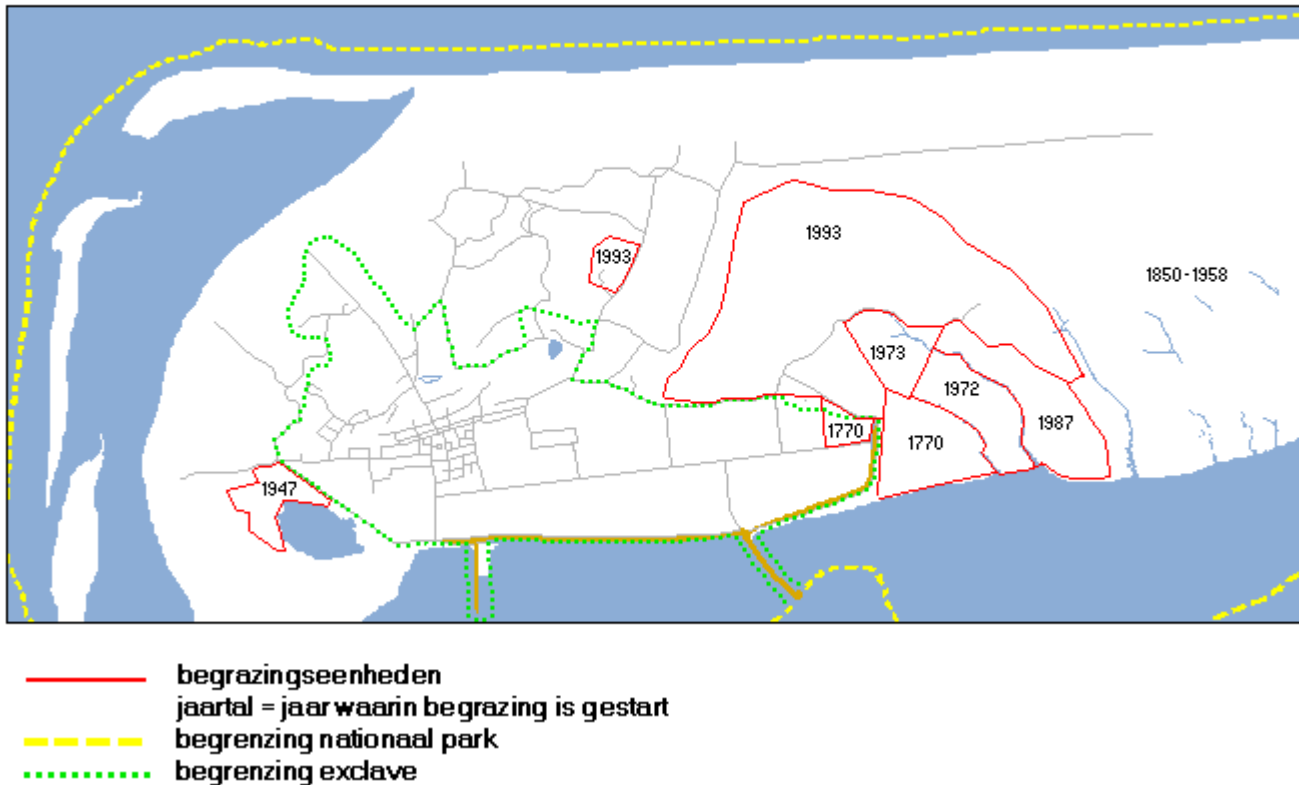 1993
1993
1850-1958
1973
1972
1770
1987
1770
1947
begrazingseenheden
jaartal = jaar waarin begrazing is gestart
begrenzing nationaal park
begrenzing exclave